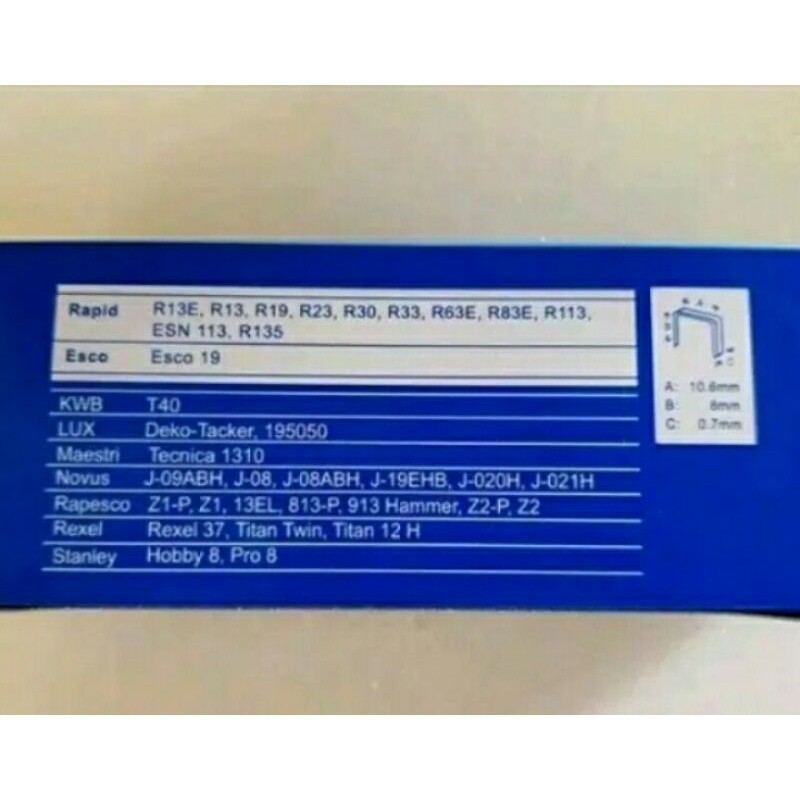 Rapid R13E, R13, R19, R23, R30, R33, R63E, R83E, R113,
ESN 113, R135
Esco Esco 19
KWB T40
LUX Deko-Tacker, 195050
Maestri Tecnica 1310
Novus J-09ABH, J-08, J-08ABH, J-19EHB, J-020H, J-021H
Rapesco Z1-P, Z1, 13EL, 813-P, 913 Hammer, Z2-P, Z2
Rexel Rexel 37, Titan Twin, Titan 12 H
Stanley Hobby 8, Pro 8
A: 10.6mm
B: 6mm
C: 0.7mm